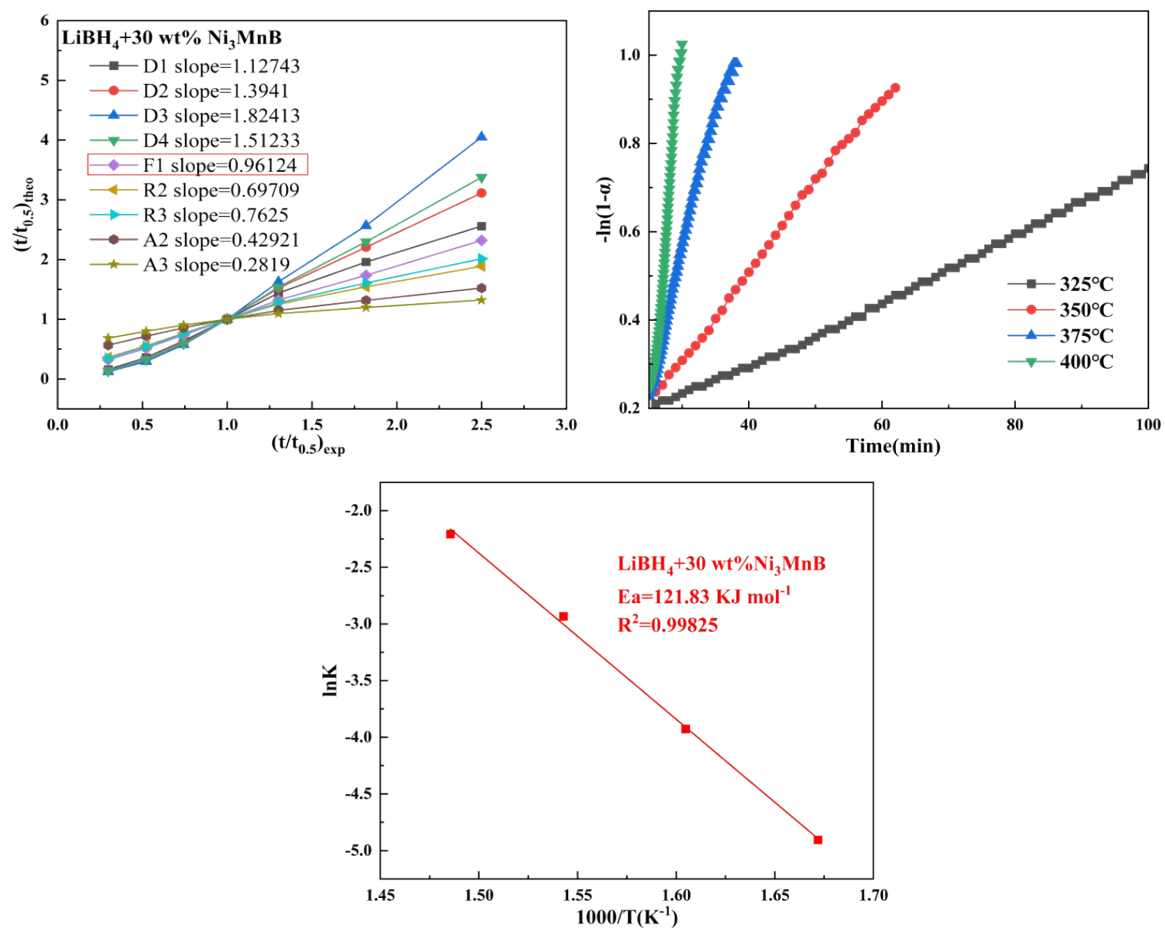 LiBH₄+30 wt% Ni₃MnB
D1 slope=1.12743
D2 slope=1.3941
D3 slope=1.82413
D4 slope=1.51233
F1 slope=0.96124
R2 slope=0.69709
R3 slope=0.7625
A2 slope=0.42921
A3 slope=0.2819
6
5
4
3
2
1
0
(t/t₀.₅)theo
0.0 0.5 1.0 1.5 2.0 2.5 3.0
(t/t₀.₅)exp
1.0
0.8
0.6
0.4
0.2
-ln(1-α)
325°C
350°C
375°C
400°C
40 60 80 100
Time(min)
-2.0
-2.5
-3.0
-3.5
-4.0
-4.5
-5.0
lnK
LiBH₄+30 wt%Ni₃MnB
Ea=121.83 KJ mol⁻¹
R²=0.99825
1.45 1.50 1.55 1.60 1.65 1.70
1000/T(K⁻¹)